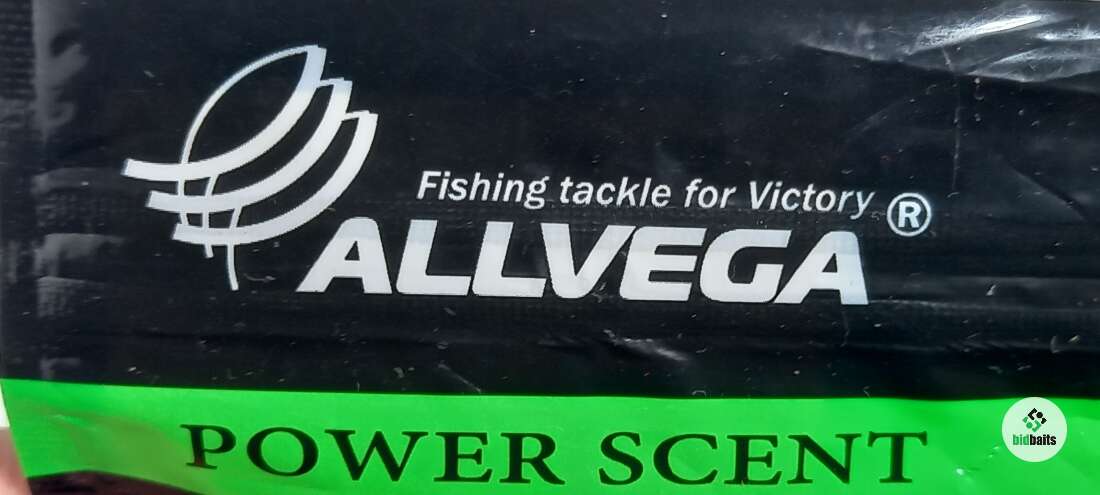 Fishing tackle for Victory ®
ALLVEGA
POWER SCENT
bidbaits